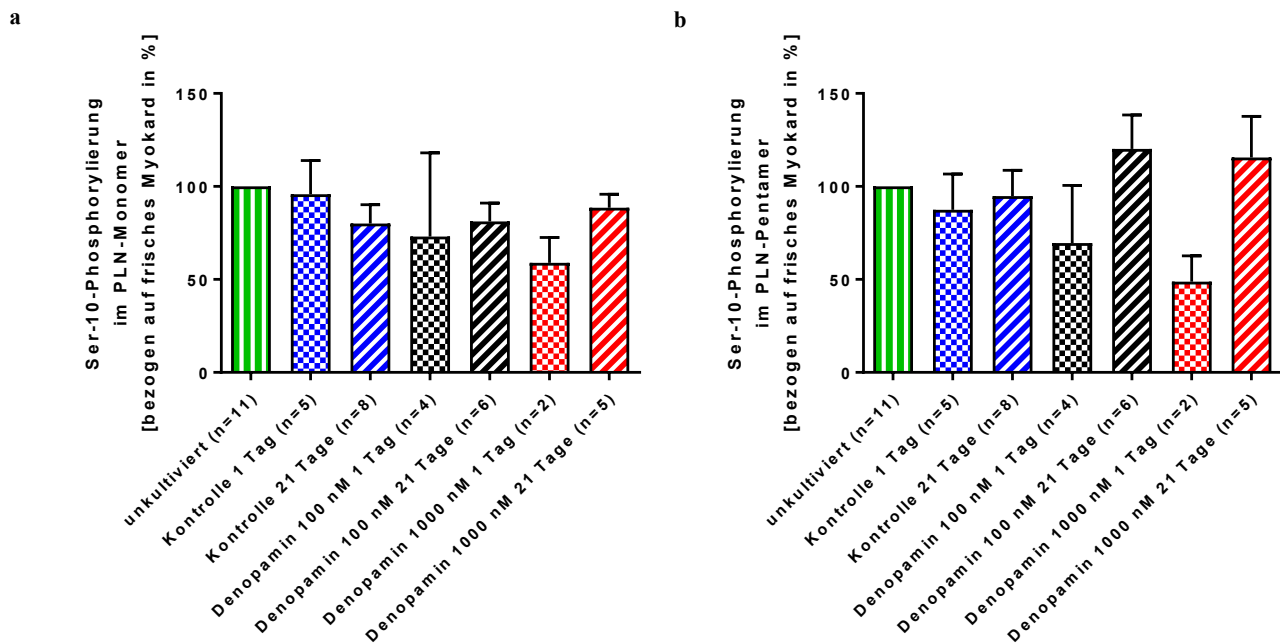 a
Ser-10-Phosphorylierung
im PLN-Monomer
[bezogen auf frisches Myokard in %]
150
100
50
0
unkultiviert (n=11)
Kontrolle 1 Tag (n=5)
Kontrolle 21 Tage (n=8)
Denopamin 100 nM 1 Tag (n=4)
Denopamin 100 nM 21 Tage (n=6)
Denopamin 1000 nM 1 Tag (n=2)
Denopamin 1000 nM 21 Tage (n=5)
b
Ser-10-Phosphorylierung
im PLN-Pentamer
[bezogen auf frisches Myokard in %]
150
100
50
0
unkultiviert (n=11)
Kontrolle 1 Tag (n=5)
Kontrolle 21 Tage (n=8)
Denopamin 100 nM 1 Tag (n=4)
Denopamin 100 nM 21 Tage (n=6)
Denopamin 1000 nM 1 Tag (n=2)
Denopamin 1000 nM 21 Tage (n=5)